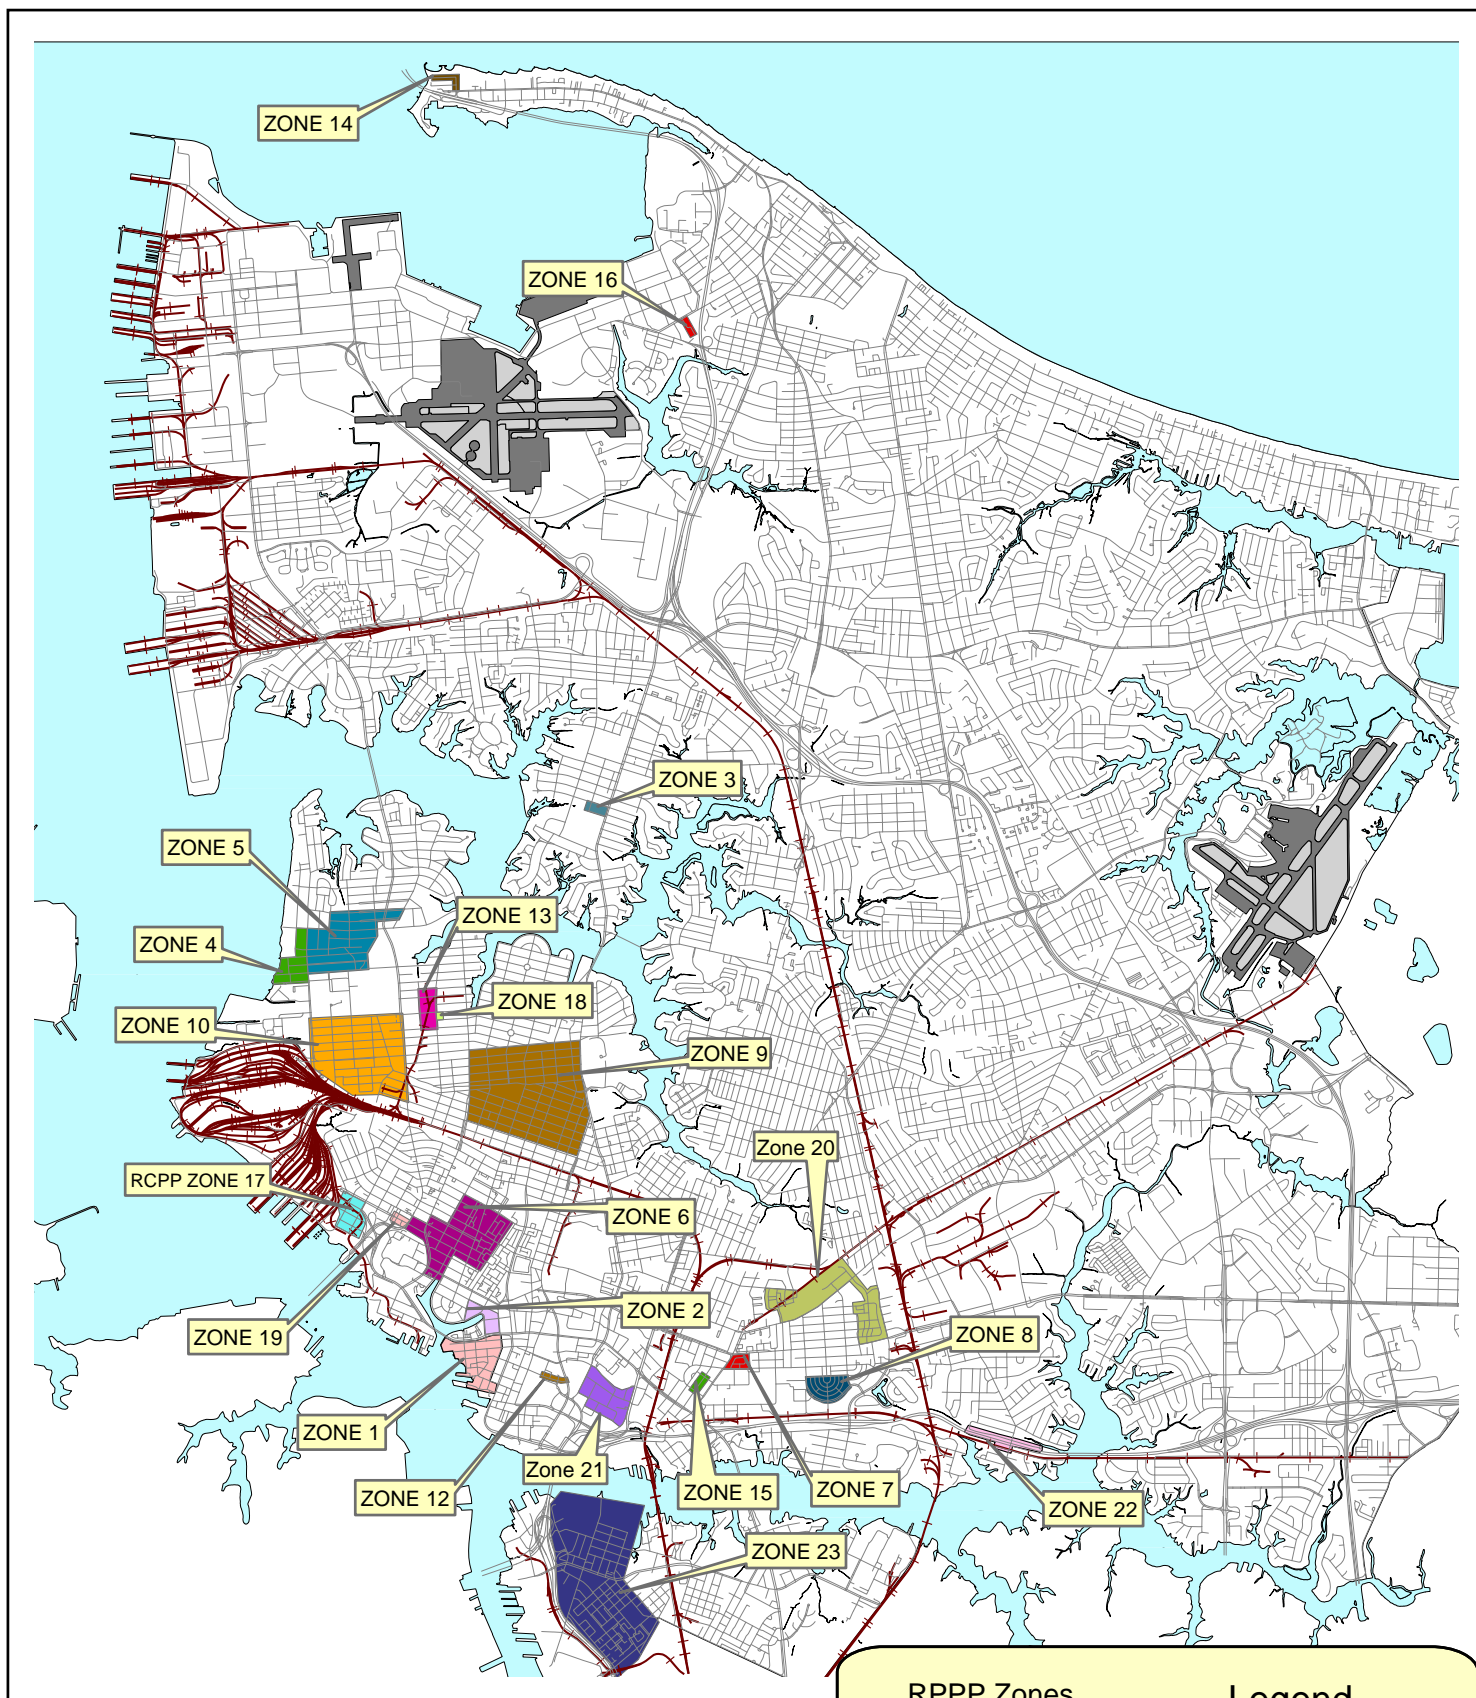 ZONE 14
ZONE 16
ZONE 3
ZONE 5
ZONE 13
ZONE 4
ZONE 18
ZONE 10
ZONE 9
Zone 20
RCPP ZONE 17
ZONE 6
ZONE 2
ZONE 19
ZONE 8
ZONE 1
Zone 21
ZONE 12
ZONE 15
ZONE 7
ZONE 22
ZONE 23
RPPP Zones
Legend